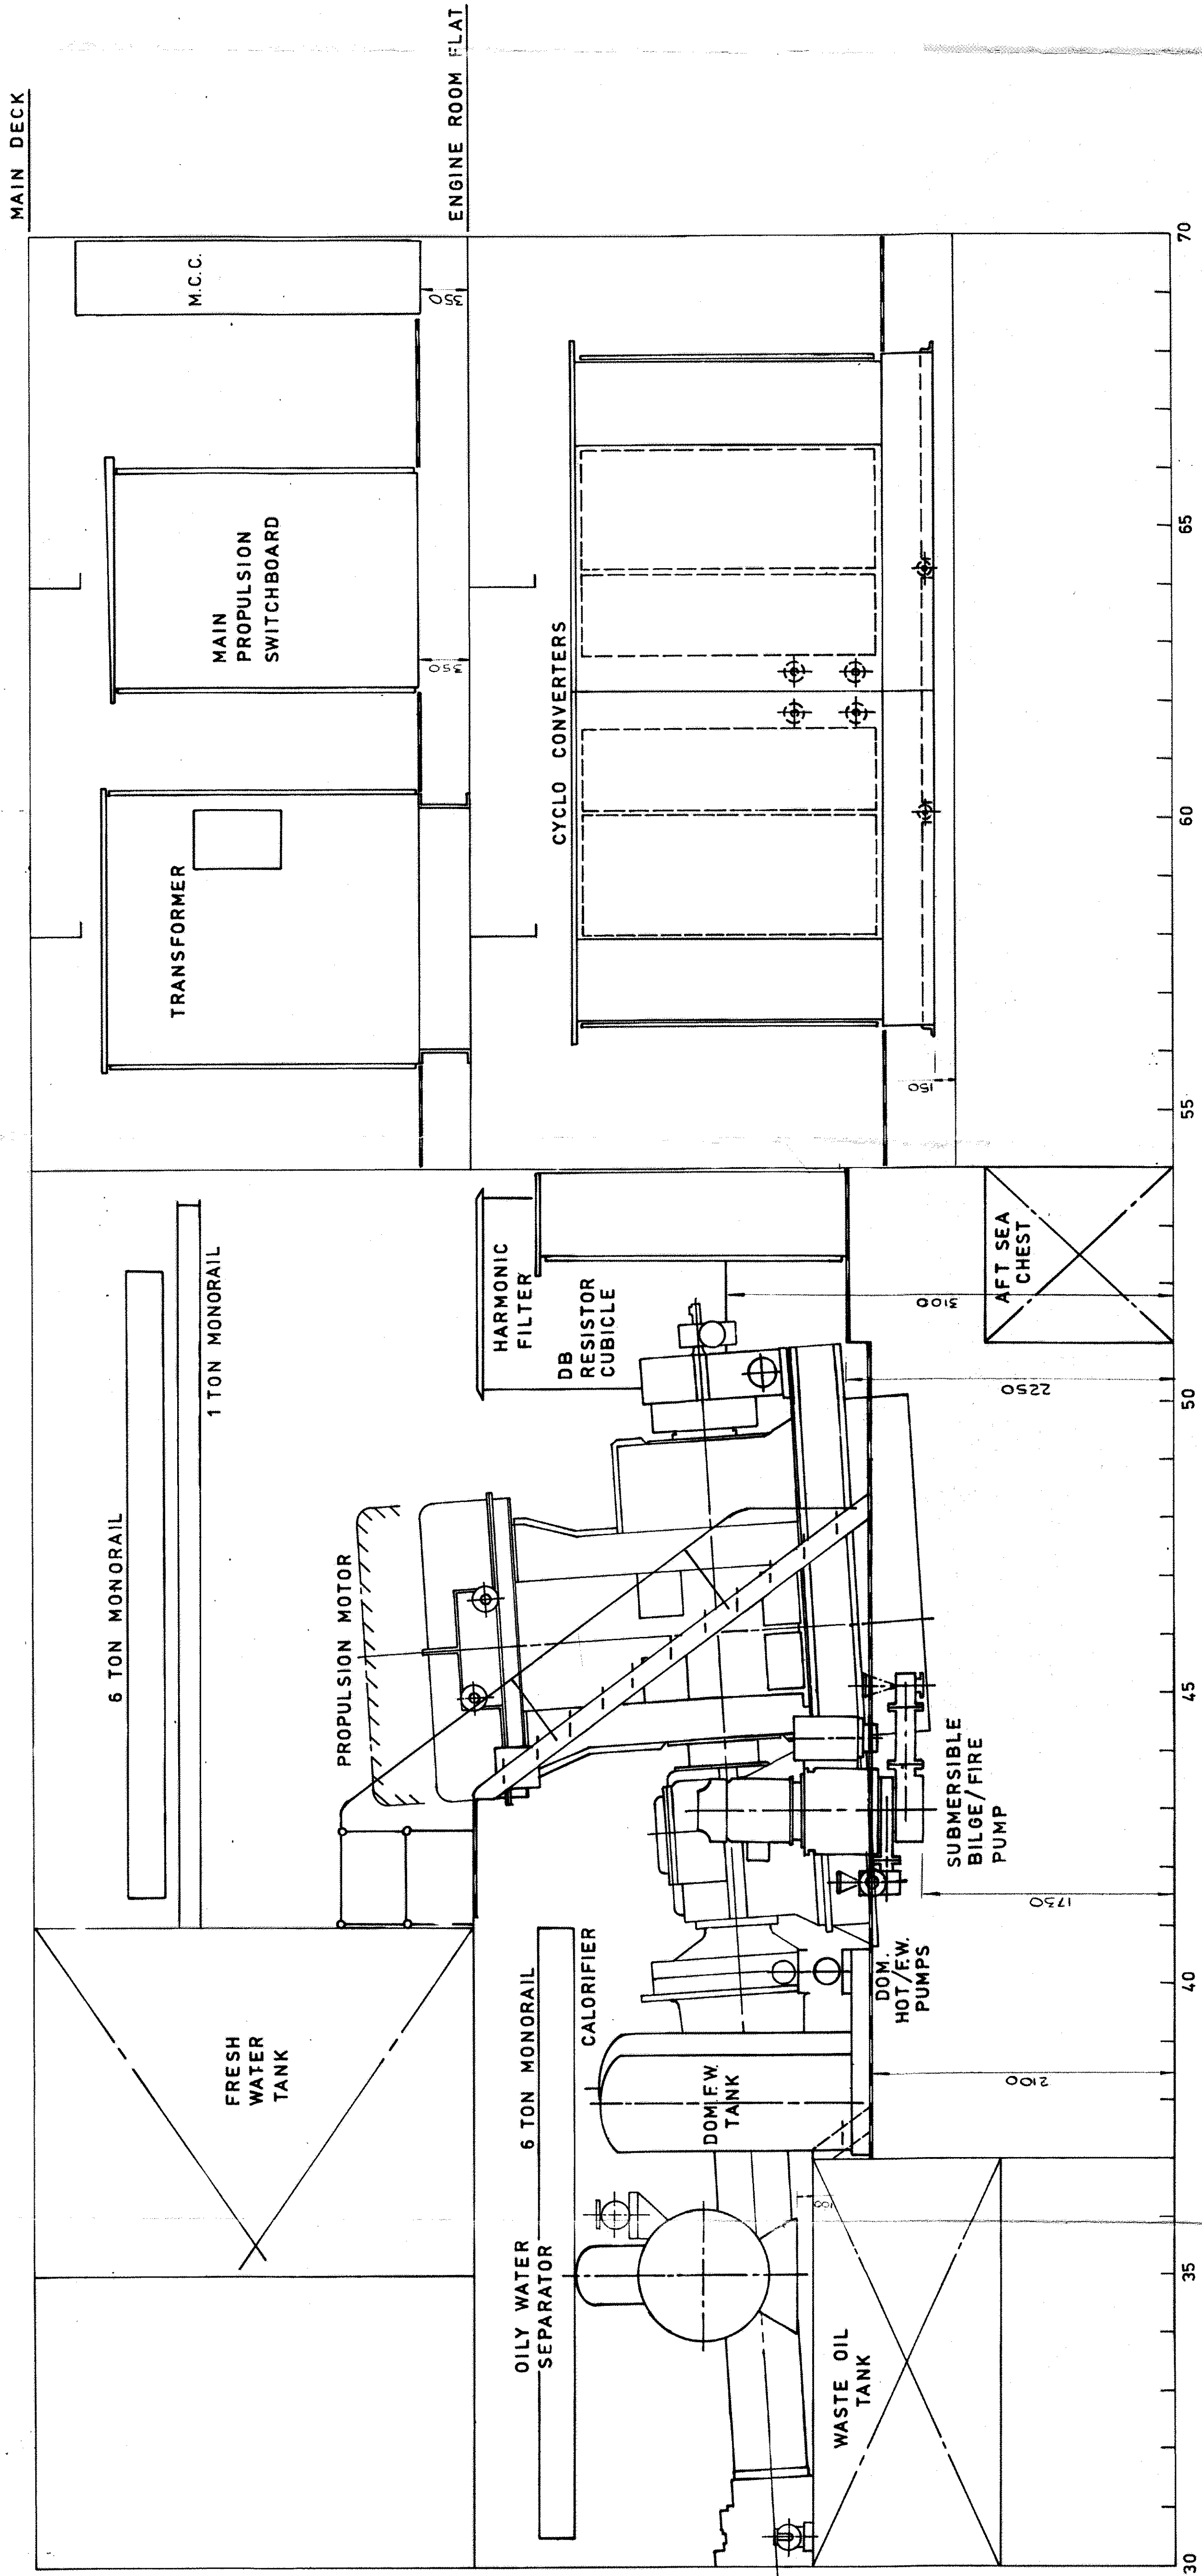 MAIN DECK
ENGINE ROOM FLAT
6 TON MONORAIL
1 TON MONORAIL
M.C.C.
350
MAIN
PROPULSION
SWITCHBOARD
350
TRANSFORMER
CYCLO CONVERTERS
150
HARMONIC
FILTER
DB
RESISTOR
CUBICLE
AFT SEA
CHEST
3100
2250
PROPULSION MOTOR
SUBMERSIBLE
BILGE/FIRE
PUMP
1730
FRESH
WATER
TANK
6 TON MONORAIL
CALORIFIER
DOM.
HOT/F.W.
PUMPS
DOM.F.W.
TANK
2100
OILY WATER
SEPARATOR
WASTE OIL
TANK
30
35
40
45
50
55
60
65
70